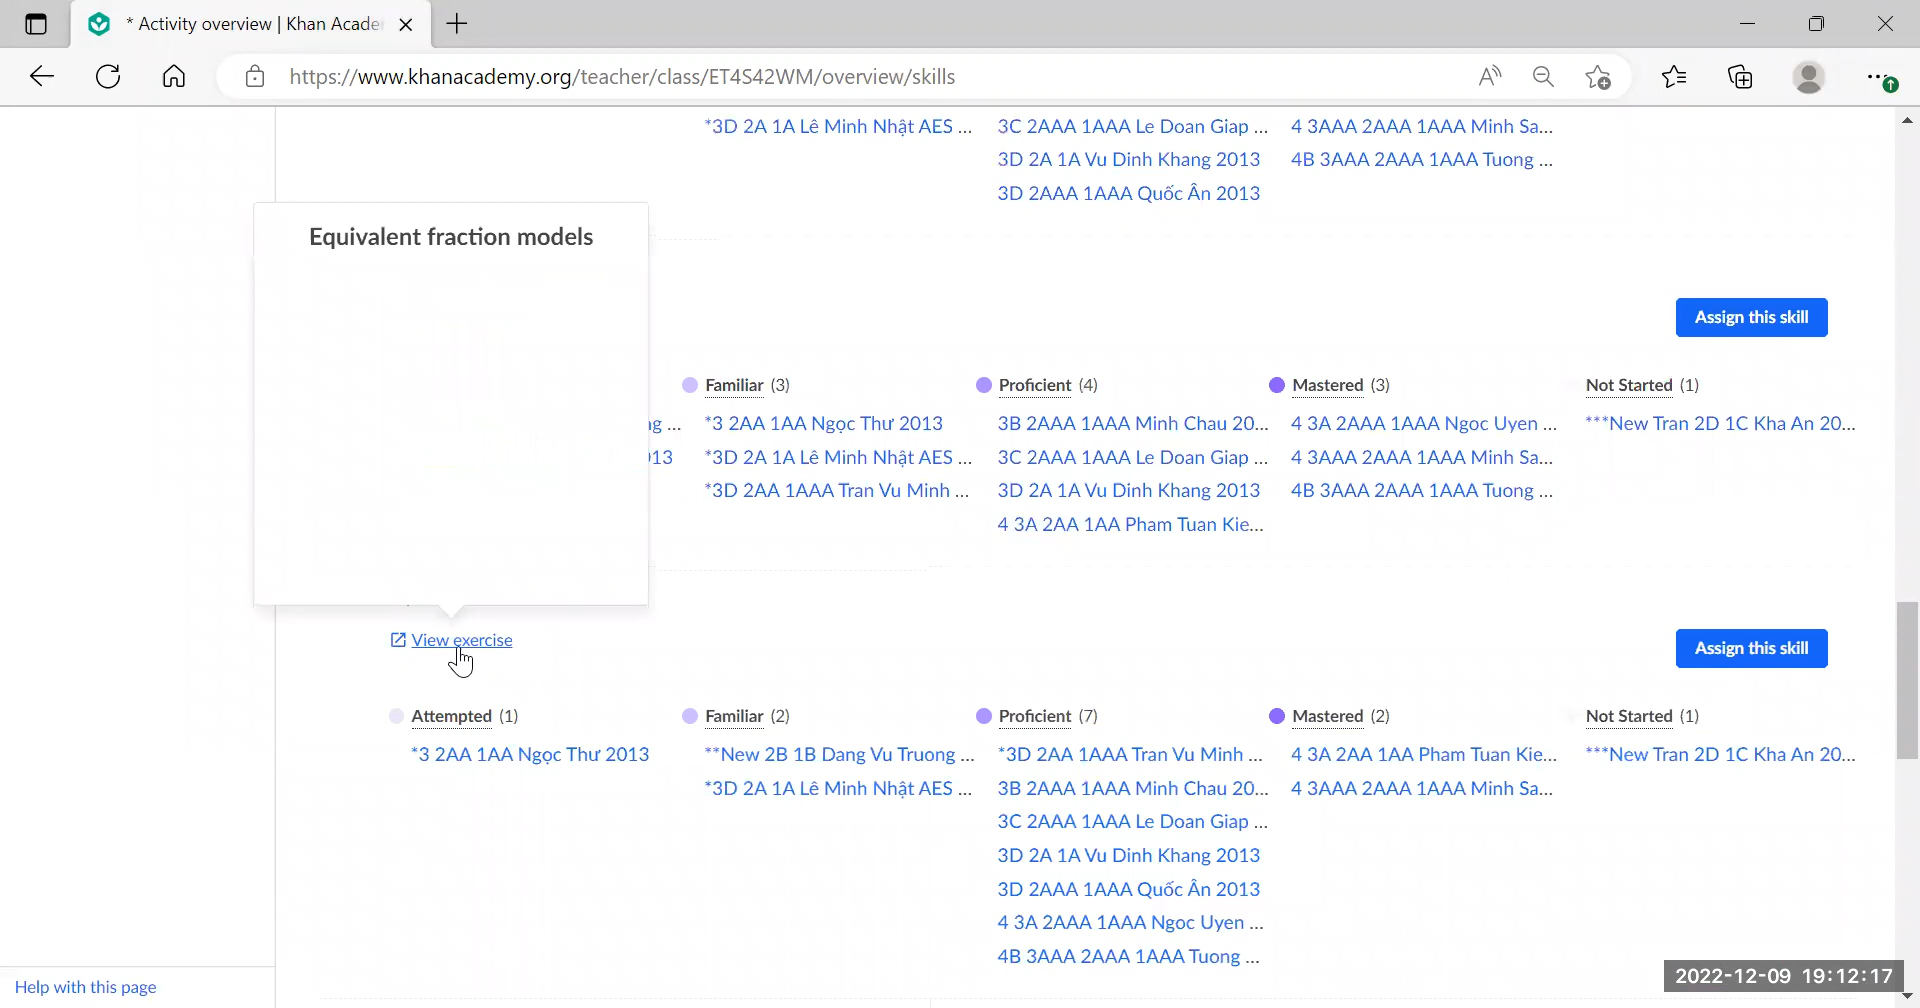 * Activity overview | Khan Acade
https://www.khanacademy.org/teacher/class/ET4S42WM/overview/skills
*3D 2A 1A Lê Minh Nhật AES ... 3C 2AAA 1AAA Le Doan Giap ... 4 3AAA 2AAA 1AAA Minh Sa...
3D 2A 1A Vu Dinh Khang 2013 4B 3AAA 2AAA 1AAA Tuong ...
3D 2AAA 1AAA Quốc Ân 2013
Equivalent fraction models
Assign this skill
Familiar (3) Proficient (4) Mastered (3) Not Started (1)
ng ... *3 2AA 1AA Ngọc Thư 2013 3B 2AAA 1AAA Minh Chau 20... 4 3A 2AAA 1AAA Ngoc Uyen ... ***New Tran 2D 1C Kha An 20...
13 *3D 2A 1A Lê Minh Nhật AES ... 3C 2AAA 1AAA Le Doan Giap ... 4 3AAA 2AAA 1AAA Minh Sa...
*3D 2AA 1AAA Tran Vu Minh ... 3D 2A 1A Vu Dinh Khang 2013 4B 3AAA 2AAA 1AAA Tuong ...
4 3A 2AA 1AA Pham Tuan Kie...
View exercise
Assign this skill
Attempted (1) Familiar (2) Proficient (7) Mastered (2) Not Started (1)
*3 2AA 1AA Ngọc Thư 2013 **New 2B 1B Dang Vu Truong ... *3D 2AA 1AAA Tran Vu Minh ... 4 3A 2AA 1AA Pham Tuan Kie... ***New Tran 2D 1C Kha An 20...
*3D 2A 1A Lê Minh Nhật AES ... 3B 2AAA 1AAA Minh Chau 20... 4 3AAA 2AAA 1AAA Minh Sa...
3C 2AAA 1AAA Le Doan Giap ...
3D 2A 1A Vu Dinh Khang 2013
3D 2AAA 1AAA Quốc Ân 2013
4 3A 2AAA 1AAA Ngoc Uyen ...
4B 3AAA 2AAA 1AAA Tuong ...
Help with this page
2022-12-09 19:12:17